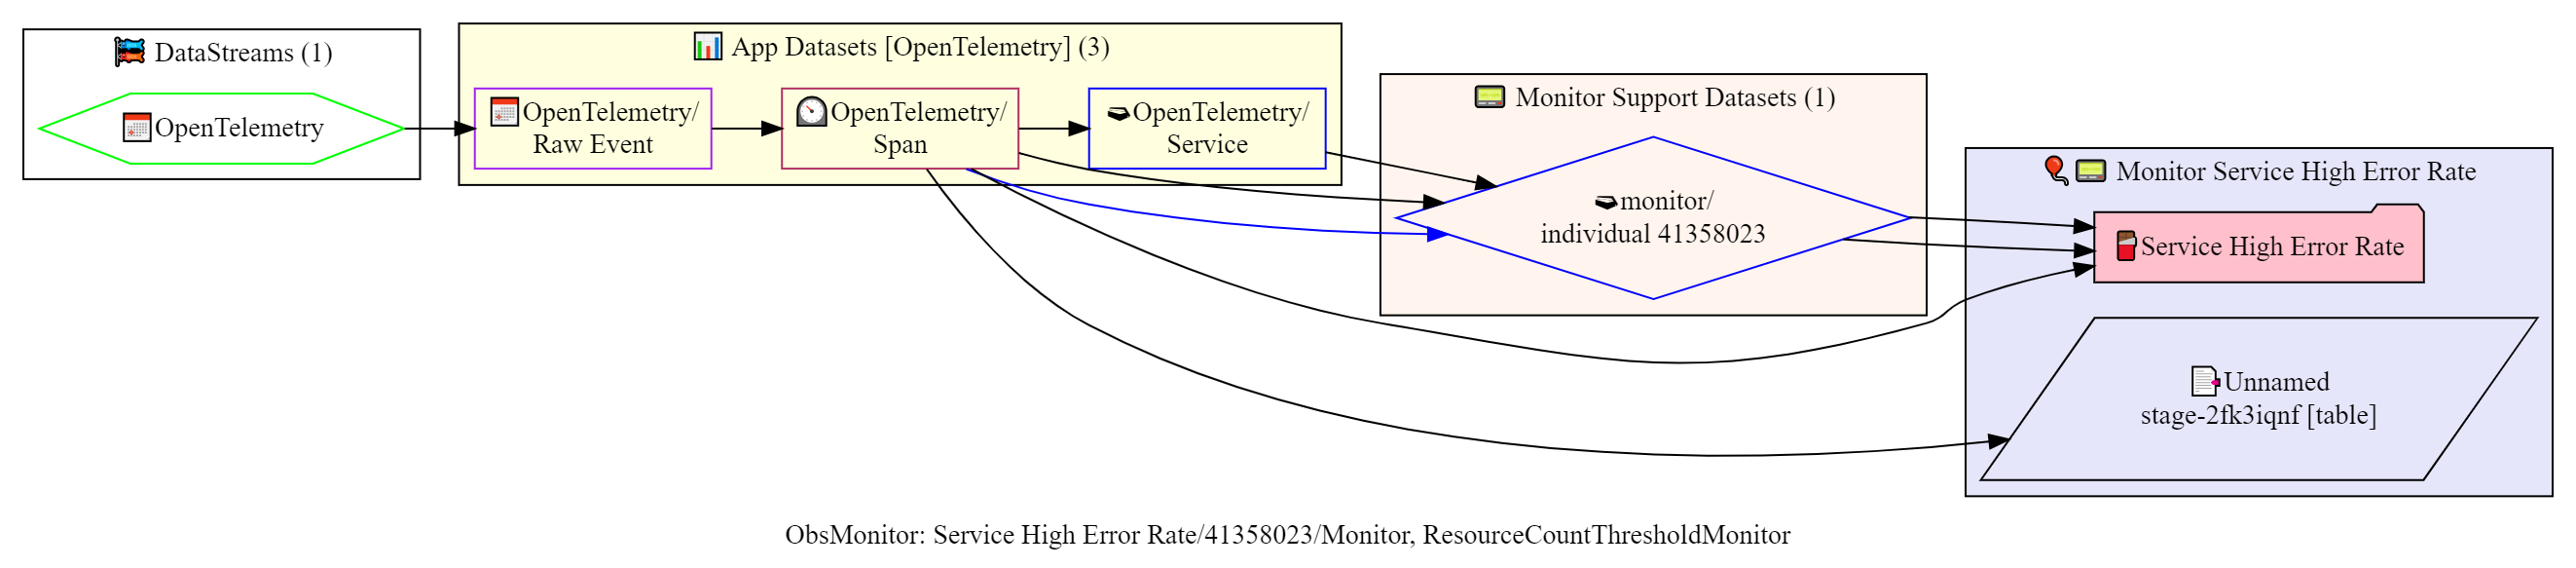 DataStreams (1)
OpenTelemetry
App Datasets [OpenTelemetry] (3)
OpenTelemetry/
Raw Event
OpenTelemetry/
Span
OpenTelemetry/
Service
Monitor Support Datasets (1)
monitor/
individual 41358023
Monitor Service High Error Rate
Service High Error Rate
Unnamed
stage-2fk3iqnf [table]
ObsMonitor: Service High Error Rate/41358023/Monitor, ResourceCountThresholdMonitor